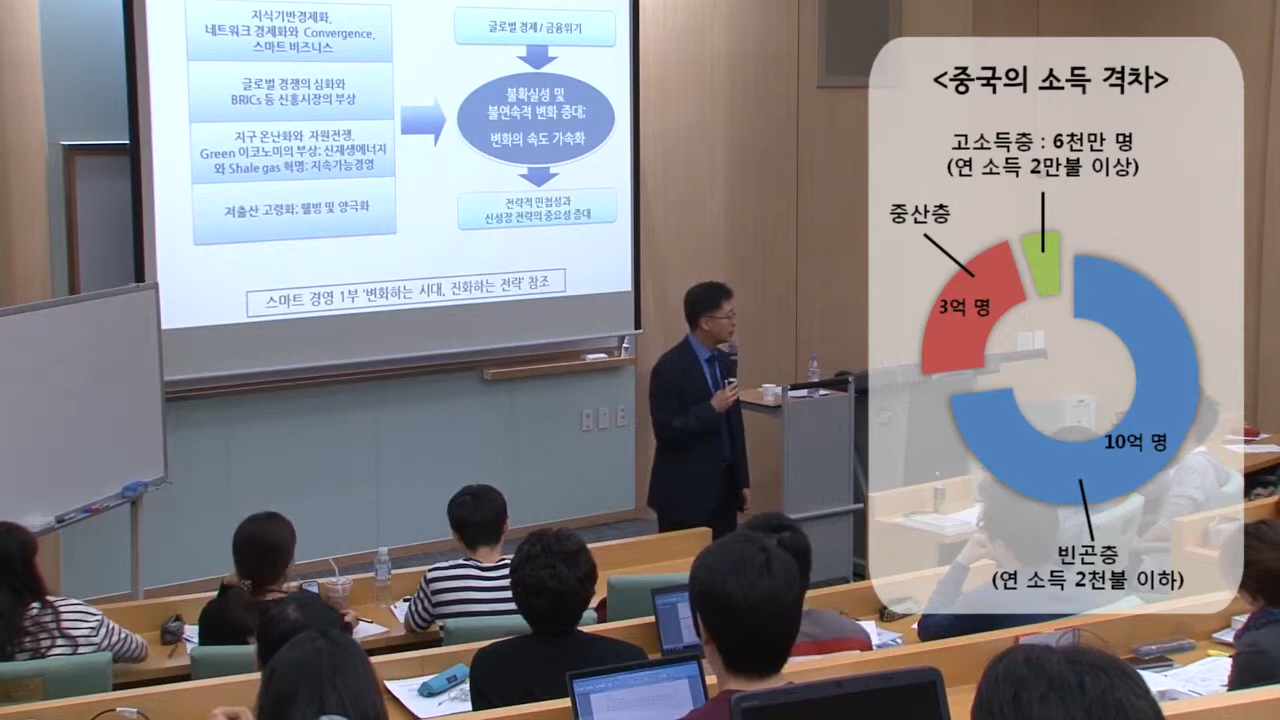 지식기반경제화,
네트워크 경제화와 Convergence,
스마트 비즈니스
글로벌 경쟁의 심화와
BRICs 등 신흥시장의 부상
지구 온난화와 자원전쟁,
Green 이코노미의 부상; 신재생에너지
와 Shale gas 혁명: 지속가능경영
저출산 고령화; 웰빙 및 양극화
글로벌 경제 / 금융위기
불확실성 및
불연속적 변화 증대;
변화의 속도 가속화
전략적 민첩성과
신성장 전략의 중요성 증대
스마트 경영 1부 '변화하는 시대, 진화하는 전략' 참조
<중국의 소득 격차>
고소득층 : 6천만 명
(연 소득 2만불 이상)
중산층
3억 명
10억 명
빈곤층
(연 소득 2천불 이하)